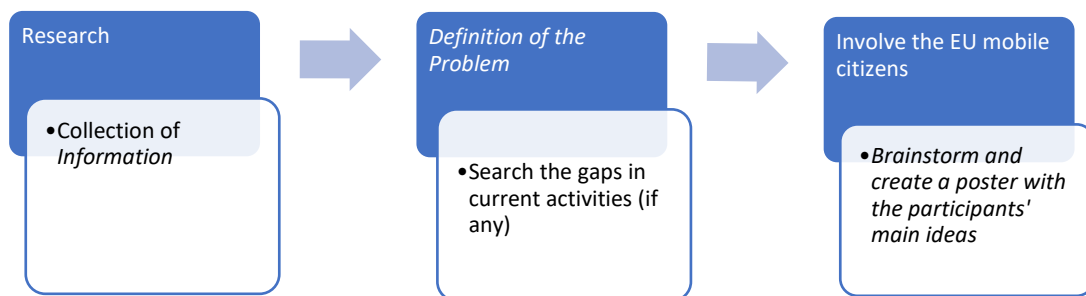 Research
•Collection of
Information
Definition of the
Problem
•Search the gaps in
current activities (if
any)
Involve the EU mobile
citizens
•Brainstorm and
create a poster with
the participants'
main ideas